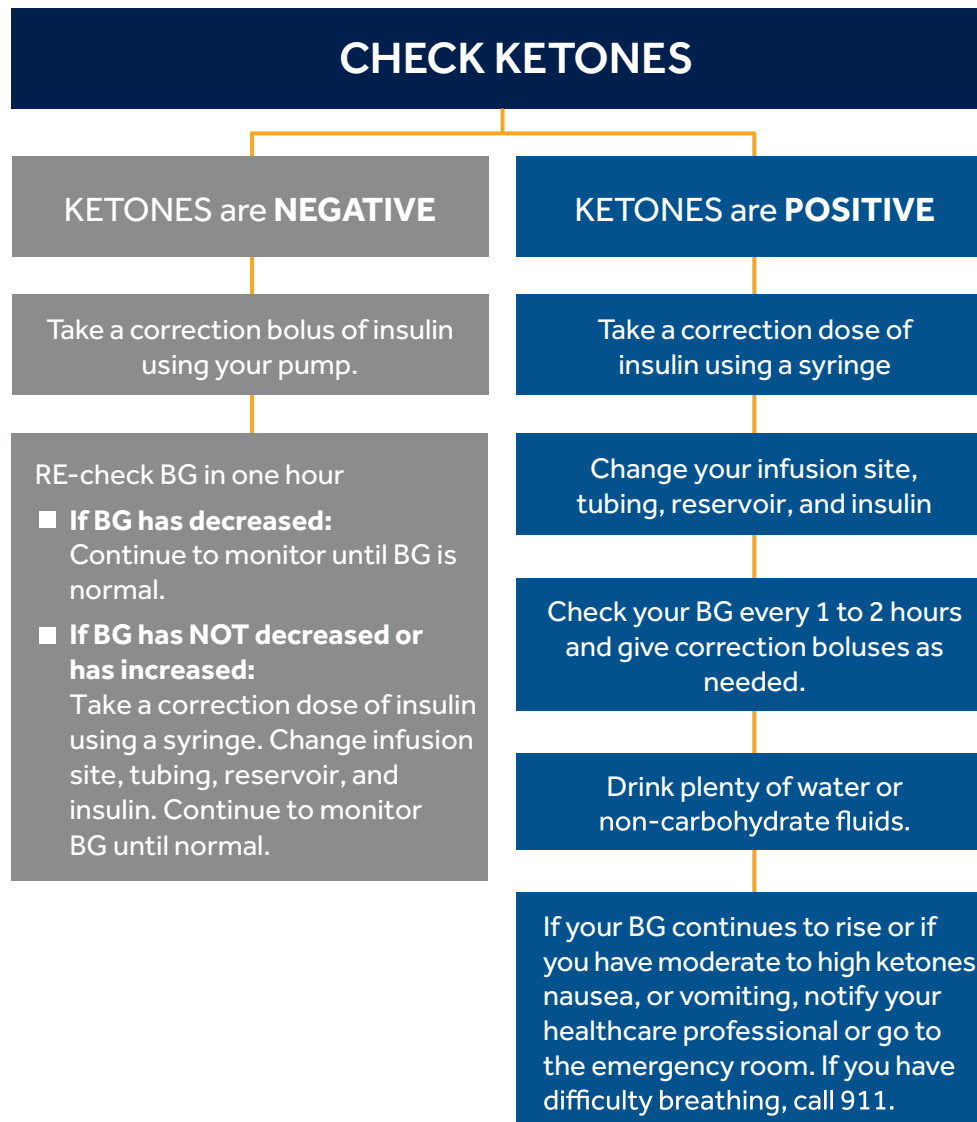 CHECK KETONES
KETONES are NEGATIVE
Take a correction bolus of insulin
using your pump.
RE-check BG in one hour
If BG has decreased:
Continue to monitor until BG is
normal.
If BG has NOT decreased or
has increased:
Take a correction dose of insulin
using a syringe. Change infusion
site, tubing, reservoir, and
insulin. Continue to monitor
BG until normal.
KETONES are POSITIVE
Take a correction dose of
insulin using a syringe
Change your infusion site,
tubing, reservoir, and insulin
Check your BG every 1 to 2 hours
and give correction boluses as
needed.
Drink plenty of water or
non-carbohydrate fluids.
If your BG continues to rise or if
you have moderate to high ketones
nausea, or vomiting, notify your
healthcare professional or go to
the emergency room. If you have
difficulty breathing, call 911.